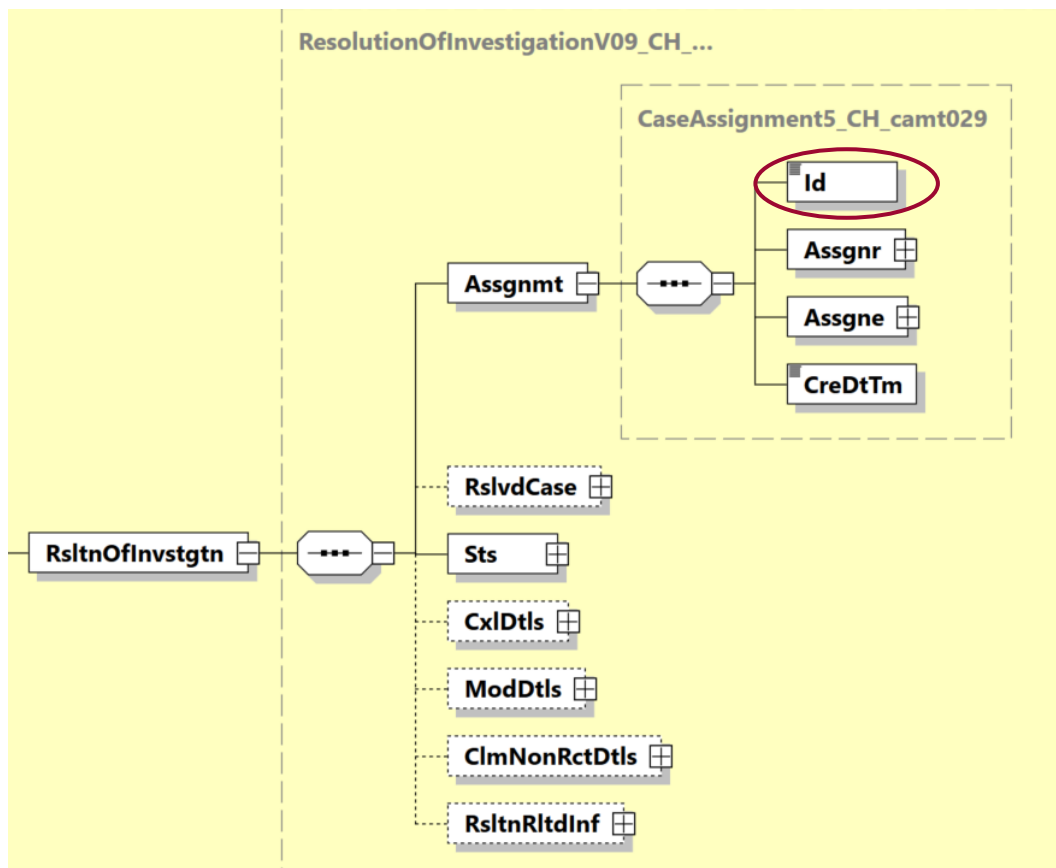 ResolutionOfInvestigationV09_CH_...
CaseAssignment5_CH_camt029
Id
Assgnr
Assgne
CreDtTm
Assgnmt
RslvdCase
Sts
CxlDtls
ModDtls
ClmNonRctDtls
RsltnRltdInf
RsltnOfInvstgtn